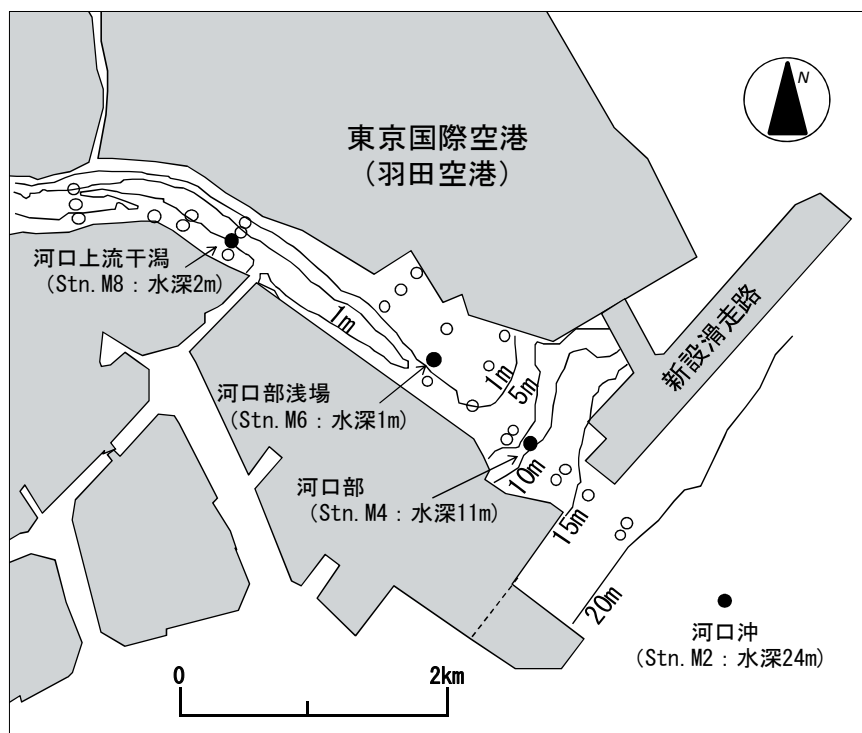 N
東京国際空港
(羽田空港)
河口上流干潟
(Stn. M8：水深2m)
新設滑走路
1m
1m
5m
河口部浅場
(Stn. M6：水深1m)
10m
河口部
(Stn. M4：水深11m)
15m
20m
河口沖
(Stn. M2：水深24m)
0
2km